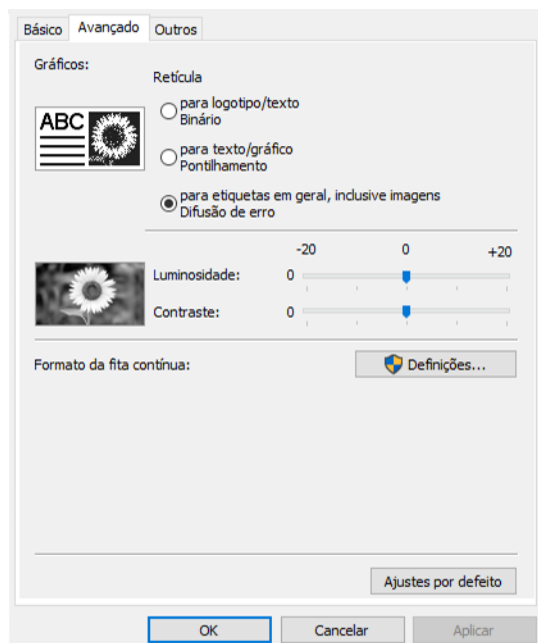 Básico Avançado Outros
Gráficos:
Retícula
ABC
para logotipo/texto
Binário
para texto/gráfico
Pontilhamento
para etiquetas em geral, inclusive imagens
Difusão de erro
-20 0 +20
Luminosidade: 0
Contraste: 0
Formato da fita contínua: Definições...
Ajustes por defeito
OK Cancelar Aplicar